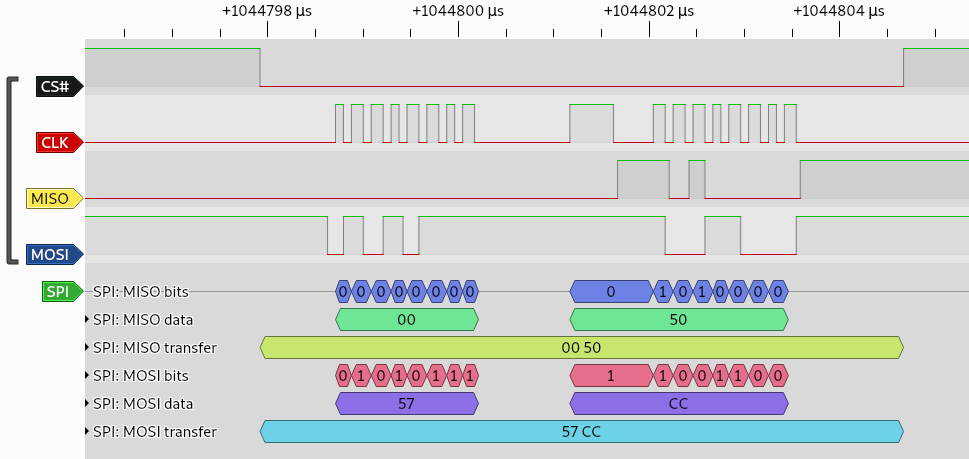 +1044798 µs +1044800 µs +1044802 µs +1044804 µs
CS#
CLK
MISO
MOSI
SPI SPI: MISO bits 0 0 0 0 0 0 0 0 0 1 0 1 0 0 0 0
SPI: MISO data 00 50
SPI: MISO transfer 00 50
SPI: MOSI bits 0 1 0 1 0 1 1 1 1 1 0 0 1 1 0 0
SPI: MOSI data 57 CC
SPI: MOSI transfer 57 CC